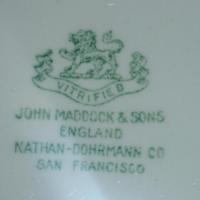 VITRIFIED
JOHN MADDOCK & SONS
ENGLAND
NATHAN-DOHRMANN CO
SAN FRANCISCO